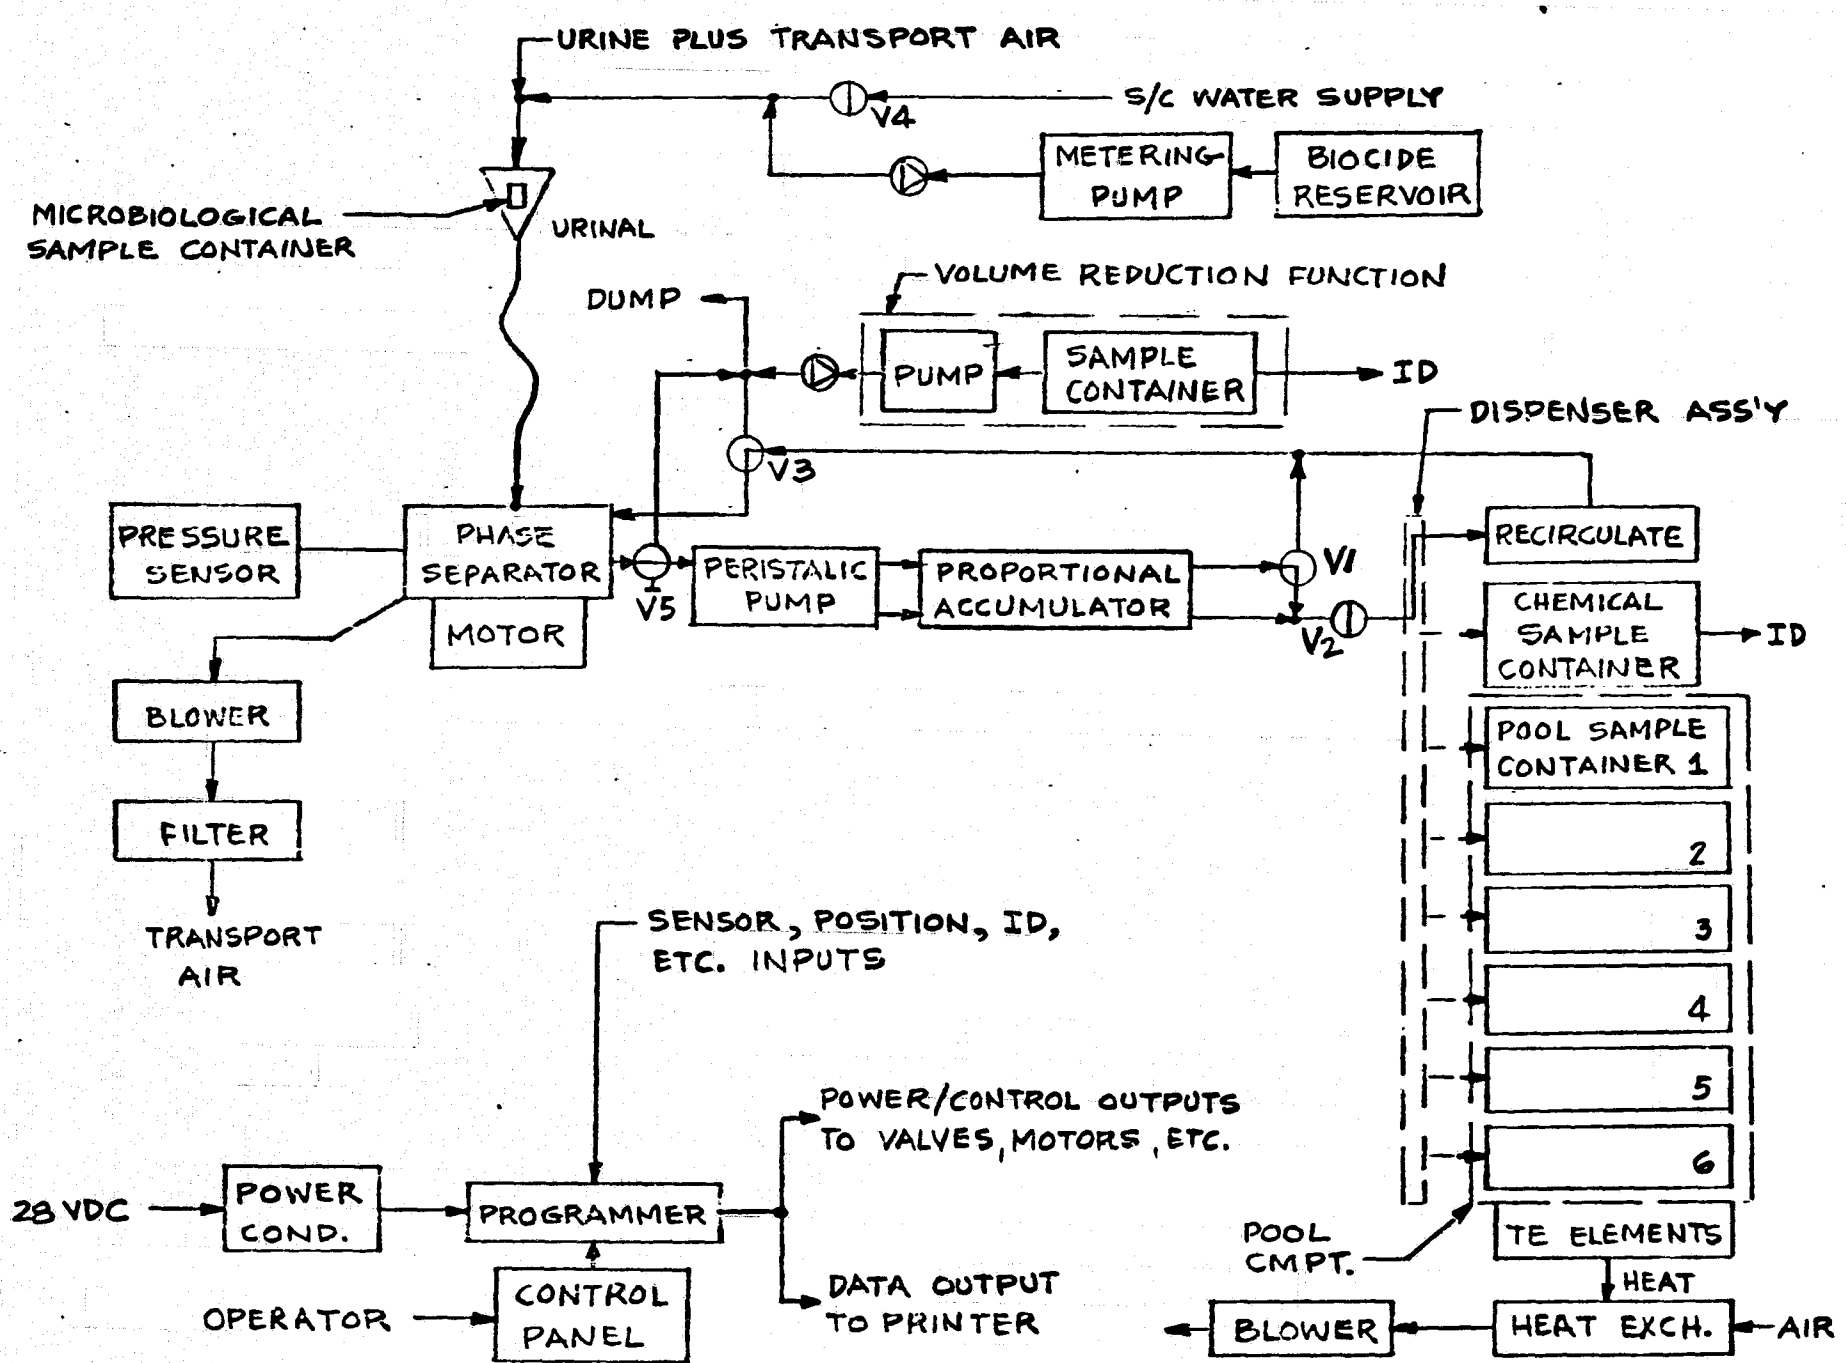 URINE PLUS TRANSPORT AIR
S/C WATER SUPPLY
V4
METERING
PUMP
BIOCIDE
RESERVOIR
MICROBIOLOGICAL
SAMPLE CONTAINER
URINAL
VOLUME REDUCTION FUNCTION
DUMP
PUMP
SAMPLE
CONTAINER
ID
DISPENSER ASS'Y
V3
PRESSURE
SENSOR
PHASE
SEPARATOR
MOTOR
V5
PERISTALIC
PUMP
PROPORTIONAL
ACCUMULATOR
V1
V2
RECIRCULATE
CHEMICAL
SAMPLE
CONTAINER
ID
BLOWER
FILTER
TRANSPORT
AIR
POOL SAMPLE
CONTAINER 1
2
3
4
5
6
SENSOR, POSITION, ID,
ETC. INPUTS
POWER/CONTROL OUTPUTS
TO VALVES, MOTORS, ETC.
28 VDC
POWER
COND.
PROGRAMMER
OPERATOR
CONTROL
PANEL
DATA OUTPUT
TO PRINTER
POOL
CMPT.
TE ELEMENTS
HEAT
BLOWER
HEAT EXCH.
AIR